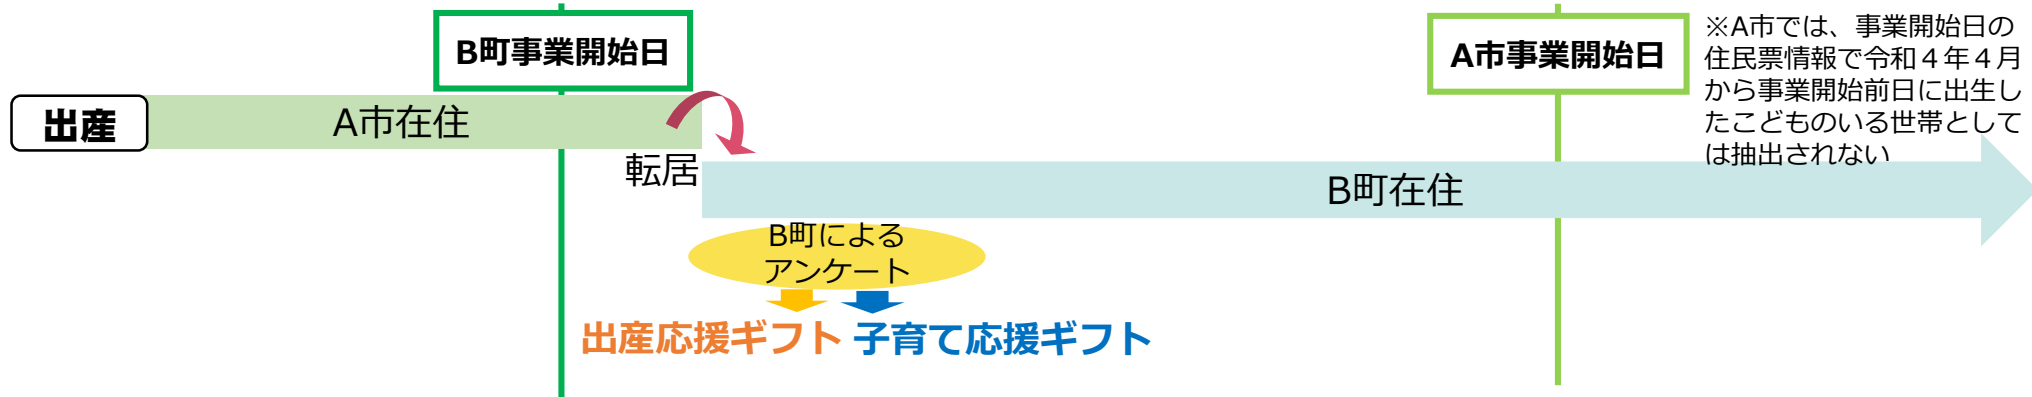 B町事業開始日
A市事業開始日
※A市では、事業開始日の
住民票情報で令和４年４月
から事業開始前日に出生し
たこどものいる世帯として
は抽出されない
出産
A市在住
転居
B町在住
B町による
アンケート
出産応援ギフト 子育て応援ギフト